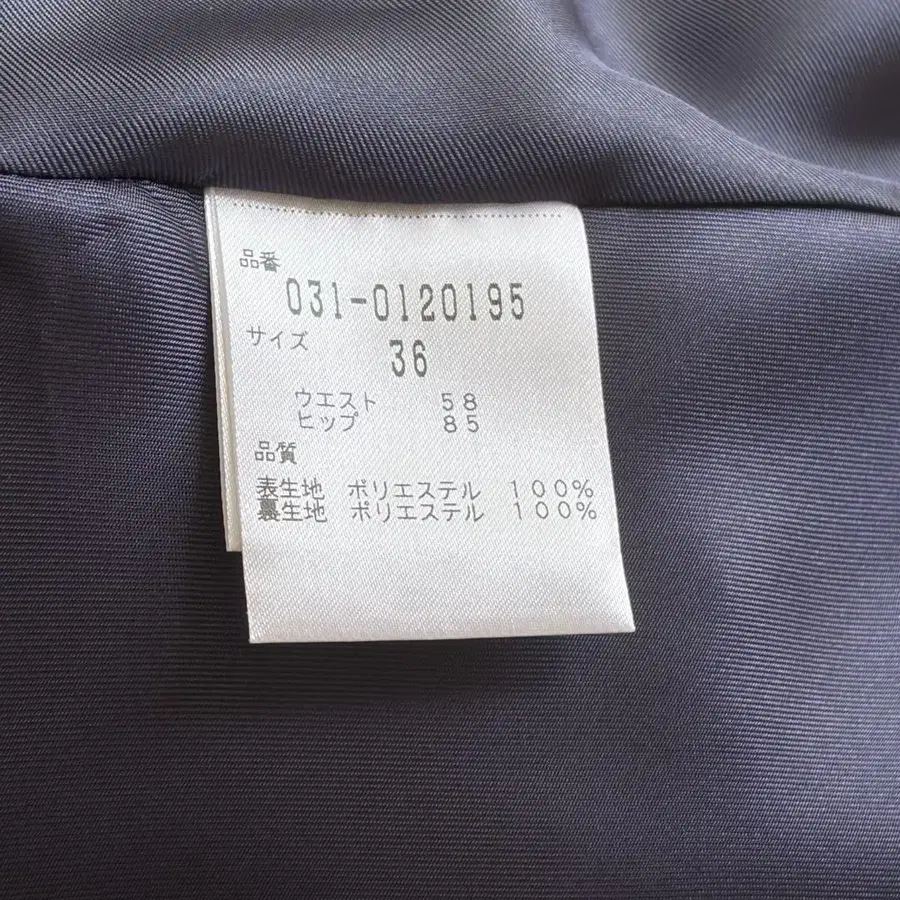 品番
031-0120195
サイズ
36
ウエスト 58
ヒップ 85
品質
表生地 ポリエステル 100%
裏生地 ポリエステル 100%